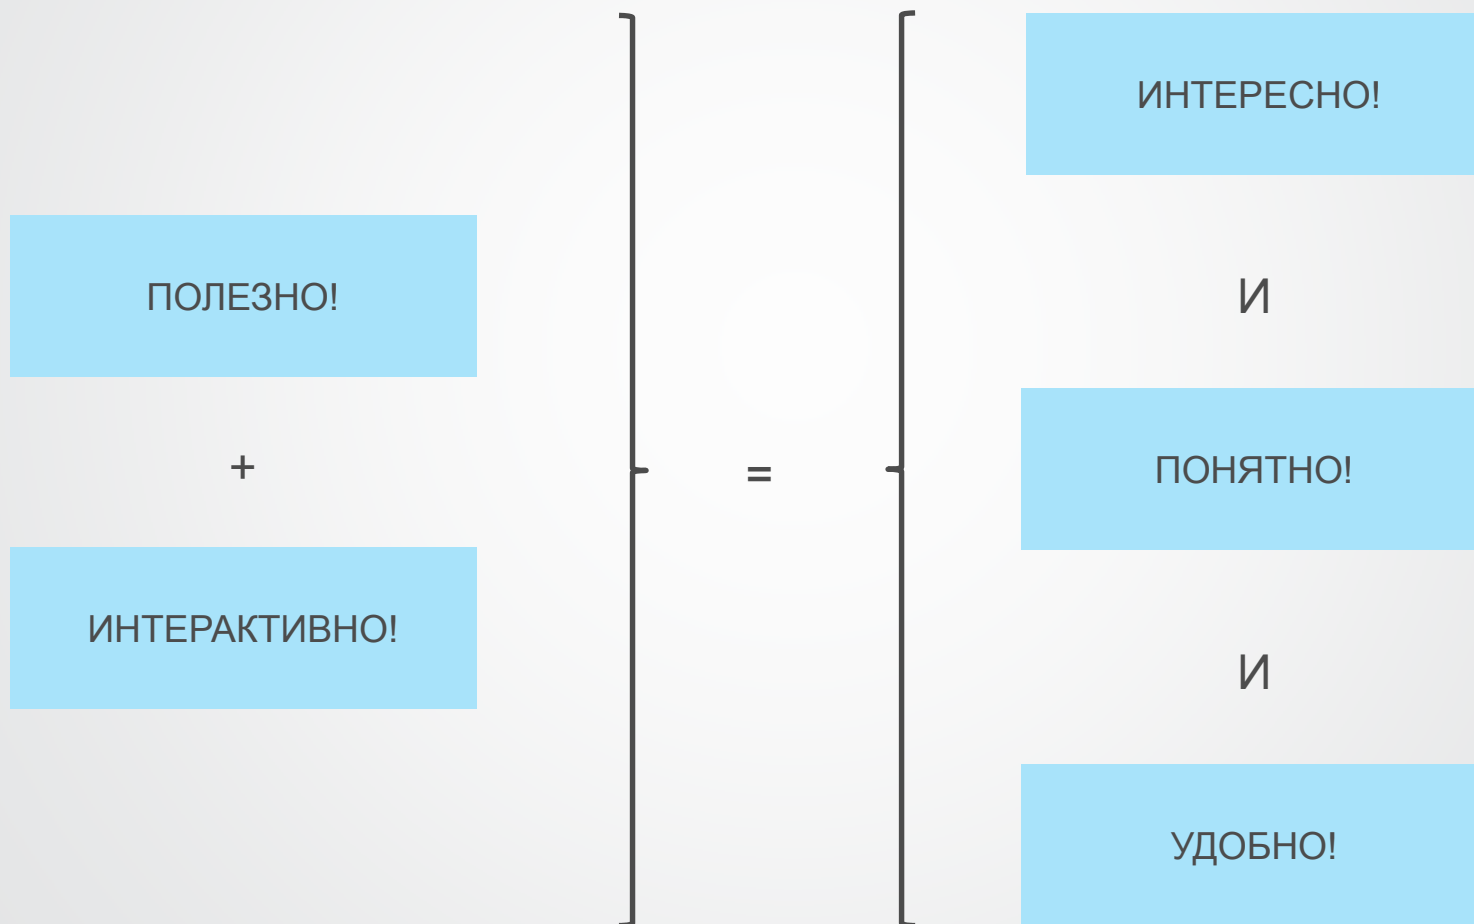 ПОЛЕЗНО!
+
ИНТЕРАКТИВНО!
=
ИНТЕРЕСНО!
И
ПОНЯТНО!
И
УДОБНО!